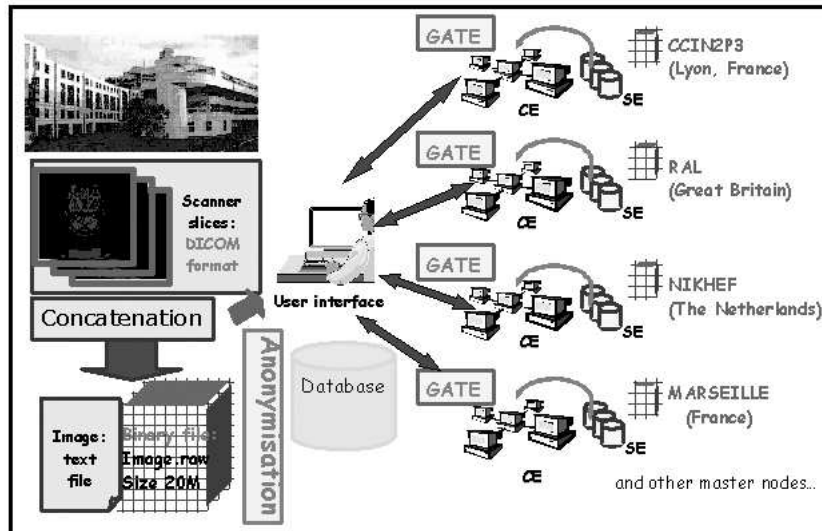 Scanner
slices:
DICOM
format
Concatenation
Anonymisation
Image:
text
file
Binary file:
Image.raw
Size 20M
User interface
Database
GATE
CE
SE
CCIN2P3
(Lyon, France)
GATE
CE
SE
RAL
(Great Britain)
GATE
CE
SE
NIKHEF
(The Netherlands)
GATE
CE
SE
MARSEILLE
(France)
and other master nodes...